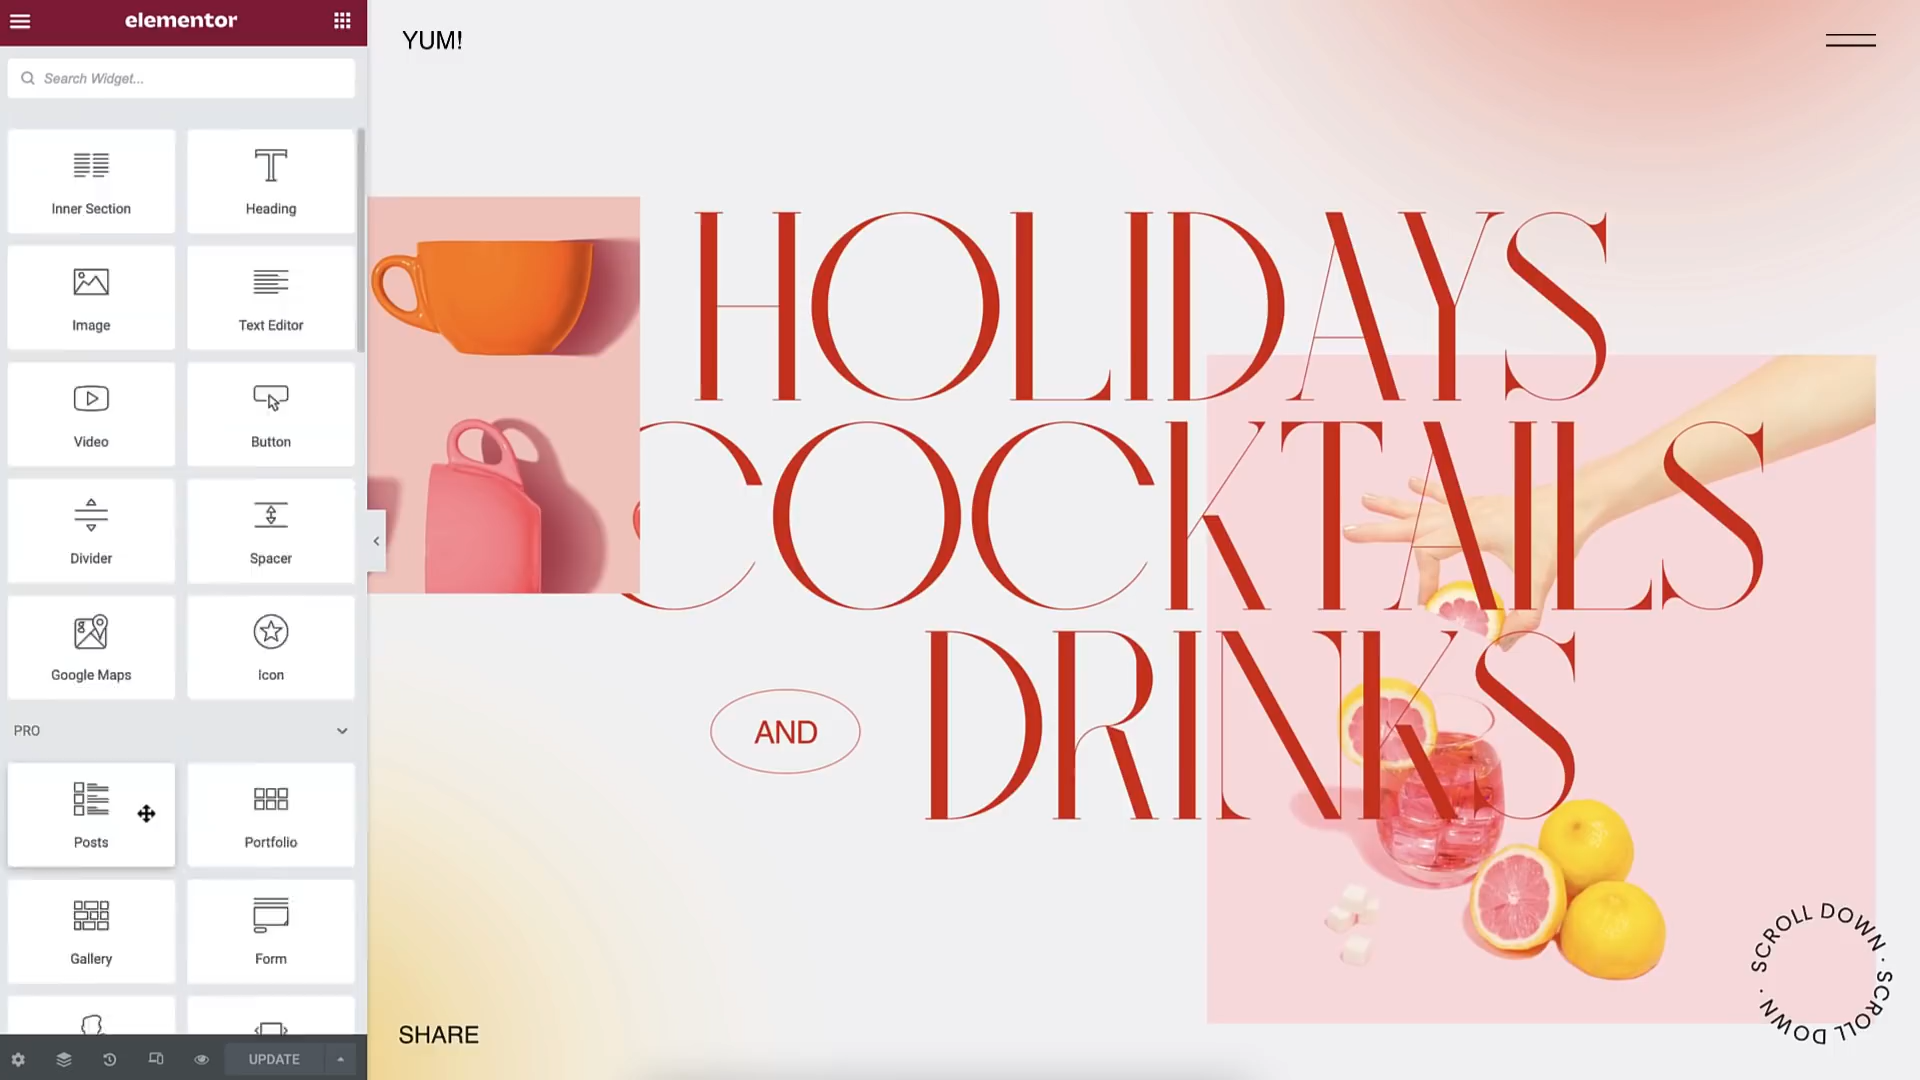 elementor
Search Widget...
Inner Section
Heading
Image
Text Editor
Video
Button
Divider
Spacer
Google Maps
Icon
PRO
Posts
Portfolio
Gallery
Form
UPDATE
YUM!
HOLIDAYS
COCKTAILS
AND
DRINKS
SHARE
SCROLL DOWN · SCROLL DOWN ·